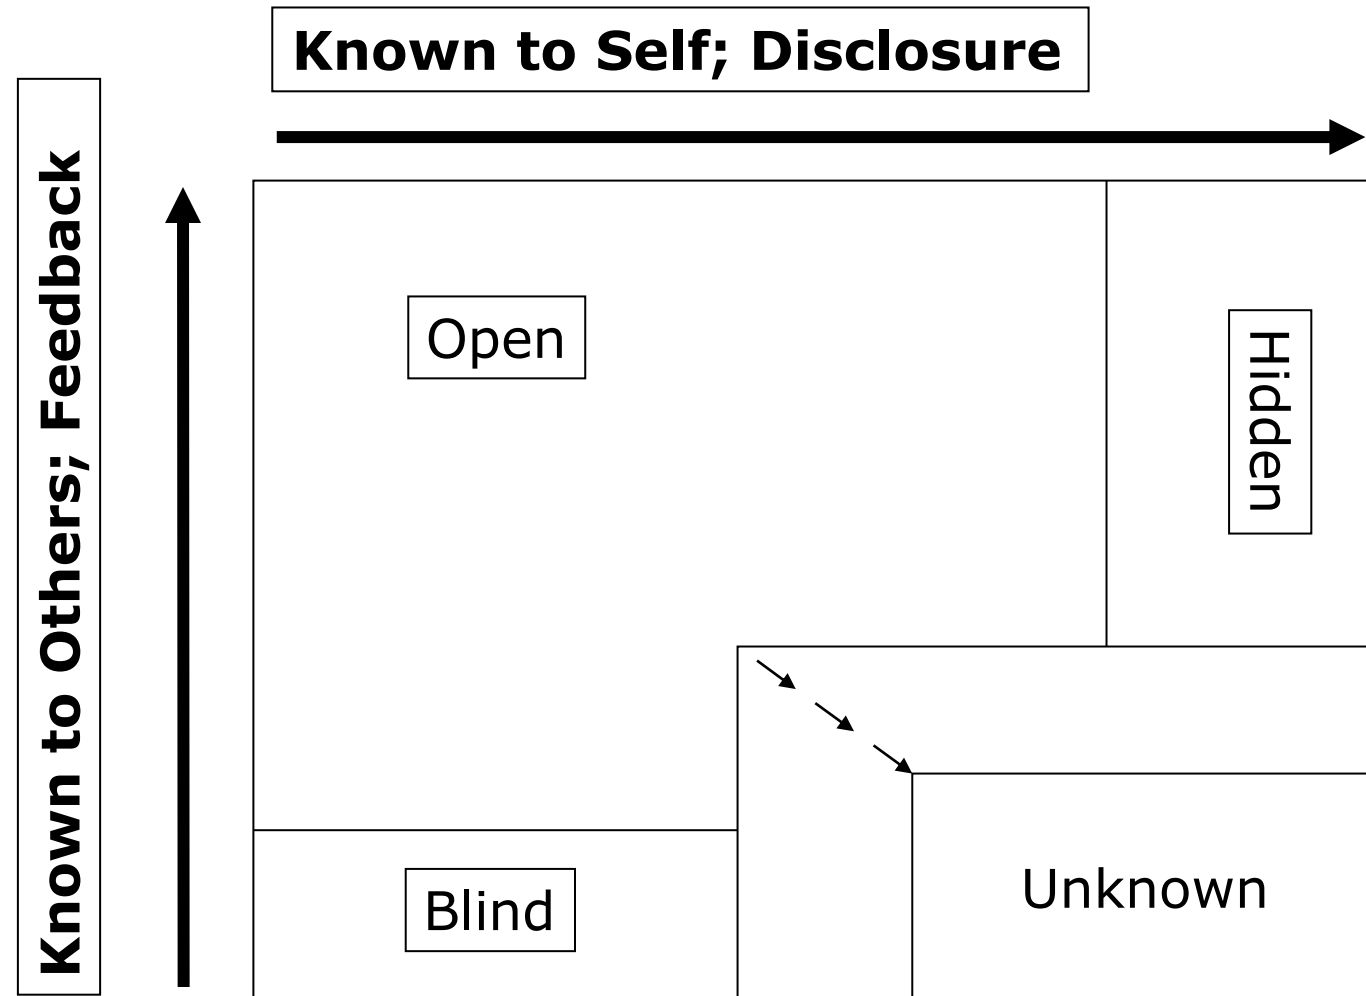 Known to Self; Disclosure
Known to Others; Feedback
Open
Hidden
Blind
Unknown